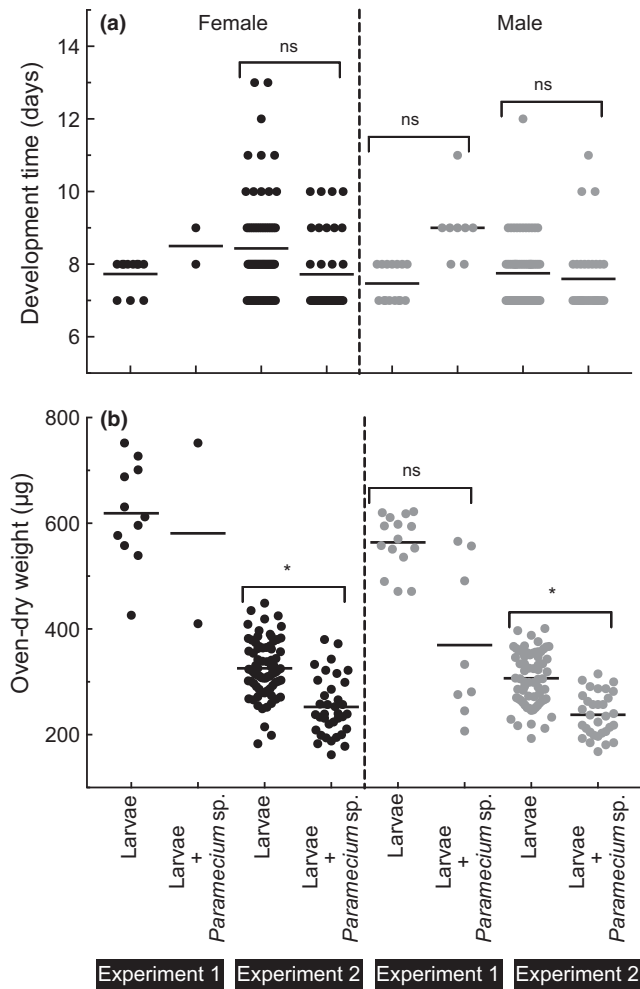 (a)
Female
Male
Development time (days)
14
12
10
8
6
ns
ns
ns
(b)
Oven-dry weight (µg)
800
600
400
200
*
ns
*
Larvae
Larvae
+
Paramecium sp.
Larvae
Larvae
+
Paramecium sp.
Larvae
Larvae
+
Paramecium sp.
Larvae
Larvae
+
Paramecium sp.
Experiment 1
Experiment 2
Experiment 1
Experiment 2